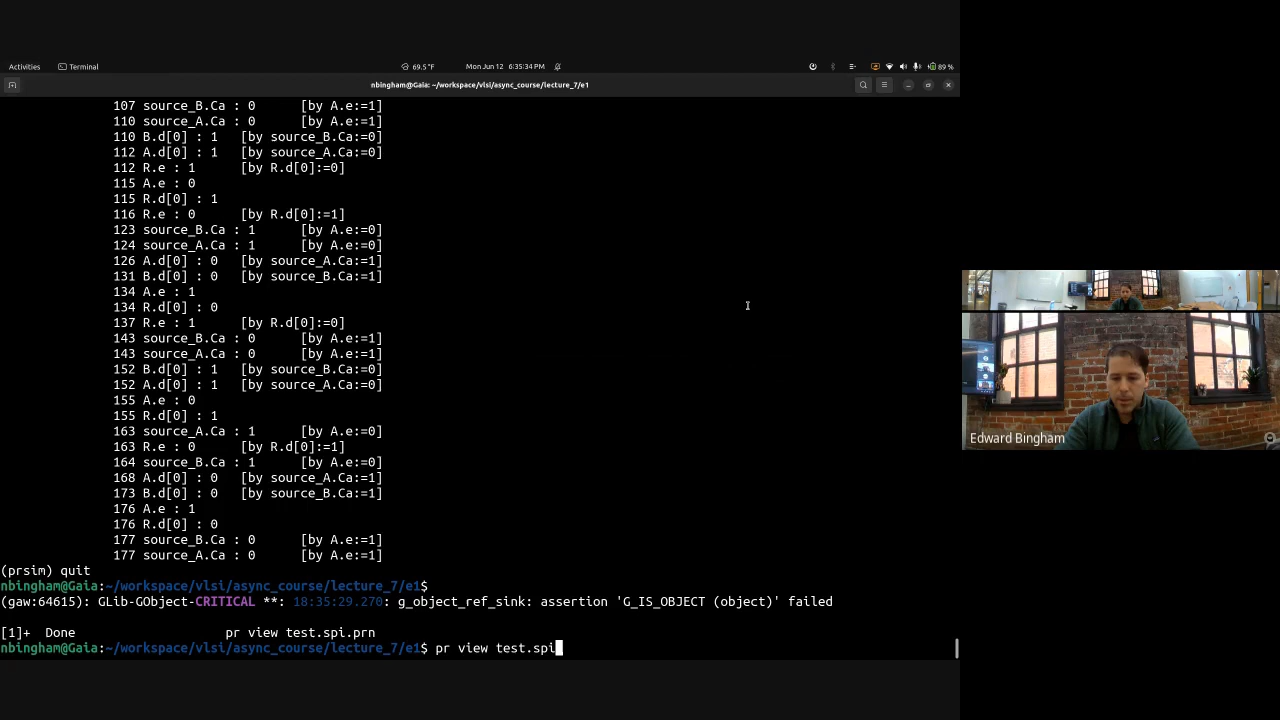 Activities
Terminal
69.5 °F
Mon Jun 12 6:35:34 PM
89 %
nbingham@Gaia: ~/workspace/vlsi/async_course/lecture_7/e1
107 source_B.Ca : 0 [by A.e:=1]
110 source_A.Ca : 0 [by A.e:=1]
110 B.d[0] : 1 [by source_B.Ca:=0]
112 A.d[0] : 1 [by source_A.Ca:=0]
112 R.e : 1 [by R.d[0]:=0]
115 A.e : 0
115 R.d[0] : 1
116 R.e : 0 [by R.d[0]:=1]
123 source_B.Ca : 1 [by A.e:=0]
124 source_A.Ca : 1 [by A.e:=0]
126 A.d[0] : 0 [by source_A.Ca:=1]
131 B.d[0] : 0 [by source_B.Ca:=1]
134 A.e : 1
134 R.d[0] : 0
137 R.e : 1 [by R.d[0]:=0]
143 source_B.Ca : 0 [by A.e:=1]
143 source_A.Ca : 0 [by A.e:=1]
152 B.d[0] : 1 [by source_B.Ca:=0]
152 A.d[0] : 1 [by source_A.Ca:=0]
155 A.e : 0
155 R.d[0] : 1
163 source_A.Ca : 1 [by A.e:=0]
163 R.e : 0 [by R.d[0]:=1]
164 source_B.Ca : 1 [by A.e:=0]
168 A.d[0] : 0 [by source_A.Ca:=1]
173 B.d[0] : 0 [by source_B.Ca:=1]
176 A.e : 1
176 R.d[0] : 0
177 source_B.Ca : 0 [by A.e:=1]
177 source_A.Ca : 0 [by A.e:=1]
(prsim) quit
nbingham@Gaia:~/workspace/vlsi/async_course/lecture_7/e1$
(gaw:64615): GLib-GObject-CRITICAL **: 18:35:29.270: g_object_ref_sink: assertion 'G_IS_OBJECT (object)' failed
[1]+ Done pr view test.spi.prn
nbingham@Gaia:~/workspace/vlsi/async_course/lecture_7/e1$ pr view test.spi
Edward Bingham